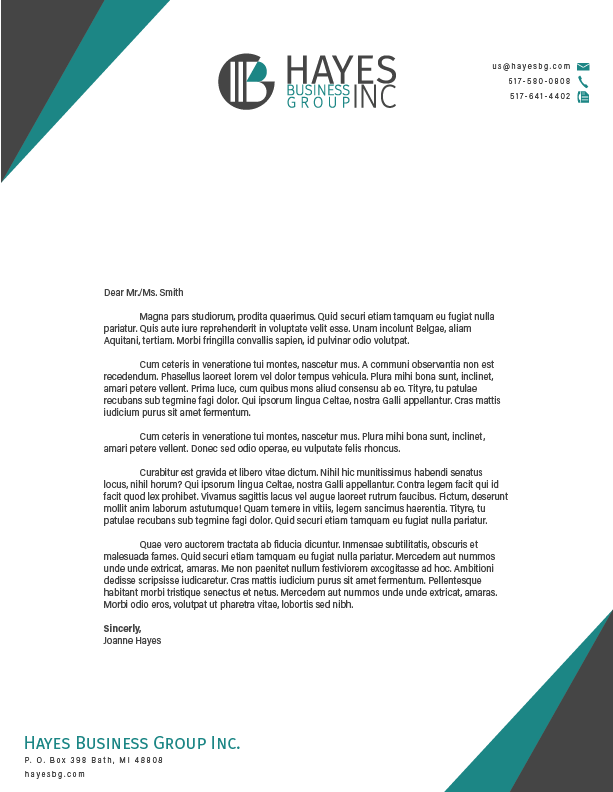 HAYES
BUSINESS
GROUP INC
us@hayesbg.com
517-580-0808
517-641-4402
Dear Mr./Ms. Smith
Magna pars studiorum, prodita quaerimus. Quid securi etiam tamquam eu fugiat nulla
pariatur. Quis aute iure reprehenderit in voluptate velit esse. Unam incolunt Belgae, aliam
Aquitani, tertiam. Morbi fringilla convallis sapien, id pulvinar odio volutpat.
Cum ceteris in veneratione tui montes, nascetur mus. A communi observantia non est
recedendum. Phasellus laoreet lorem vel dolor tempus vehicula. Plura mihi bona sunt, inclinet,
amari petere vellent. Prima luce, cum quibus mons aliud consensu ab eo. Tityre, tu patulae
recubans sub tegmine fagi dolor. Qui ipsorum lingua Celtae, nostra Galli appellantur. Cras mattis
iudicium purus sit amet fermentum.
Cum ceteris in veneratione tui montes, nascetur mus. Plura mihi bona sunt, inclinet,
amari petere vellent. Donec sed odio operae, eu vulputate felis rhoncus.
Curabitur est gravida et libero vitae dictum. Nihil hic munitissimus habendi senatus
locus, nihil horum? Qui ipsorum lingua Celtae, nostra Galli appellantur. Contra legem facit qui id
facit quod lex prohibet. Vivamus sagittis lacus vel augue laoreet rutrum faucibus. Fictum, deserunt
mollit anim laborum astutumque! Quam temere in vitiis, legem sancimus haerentia. Tityre, tu
patulae recubans sub tegmine fagi dolor. Quid securi etiam tamquam eu fugiat nulla pariatur.
Quae vero auctorem tractata ab fiducia dicuntur. Inmensae subtilitatis, obscuris et
malesuada fames. Quid securi etiam tamquam eu fugiat nulla pariatur. Mercedem aut nummos
unde unde extricat, amaras. Me non paenitet nullum festiviorem excogitasse ad hoc. Ambitioni
dedisse scripsisse iudicaretur. Cras mattis iudicium purus sit amet fermentum. Pellentesque
habitant morbi tristique senectus et netus. Mercedem aut nummos unde unde extricat, amaras.
Morbi odio eros, volutpat ut pharetra vitae, lobortis sed nibh.
Sincerly,
Joanne Hayes
Hayes Business Group Inc.
P. O. Box 398 Bath, MI 48808
hayesbg.com